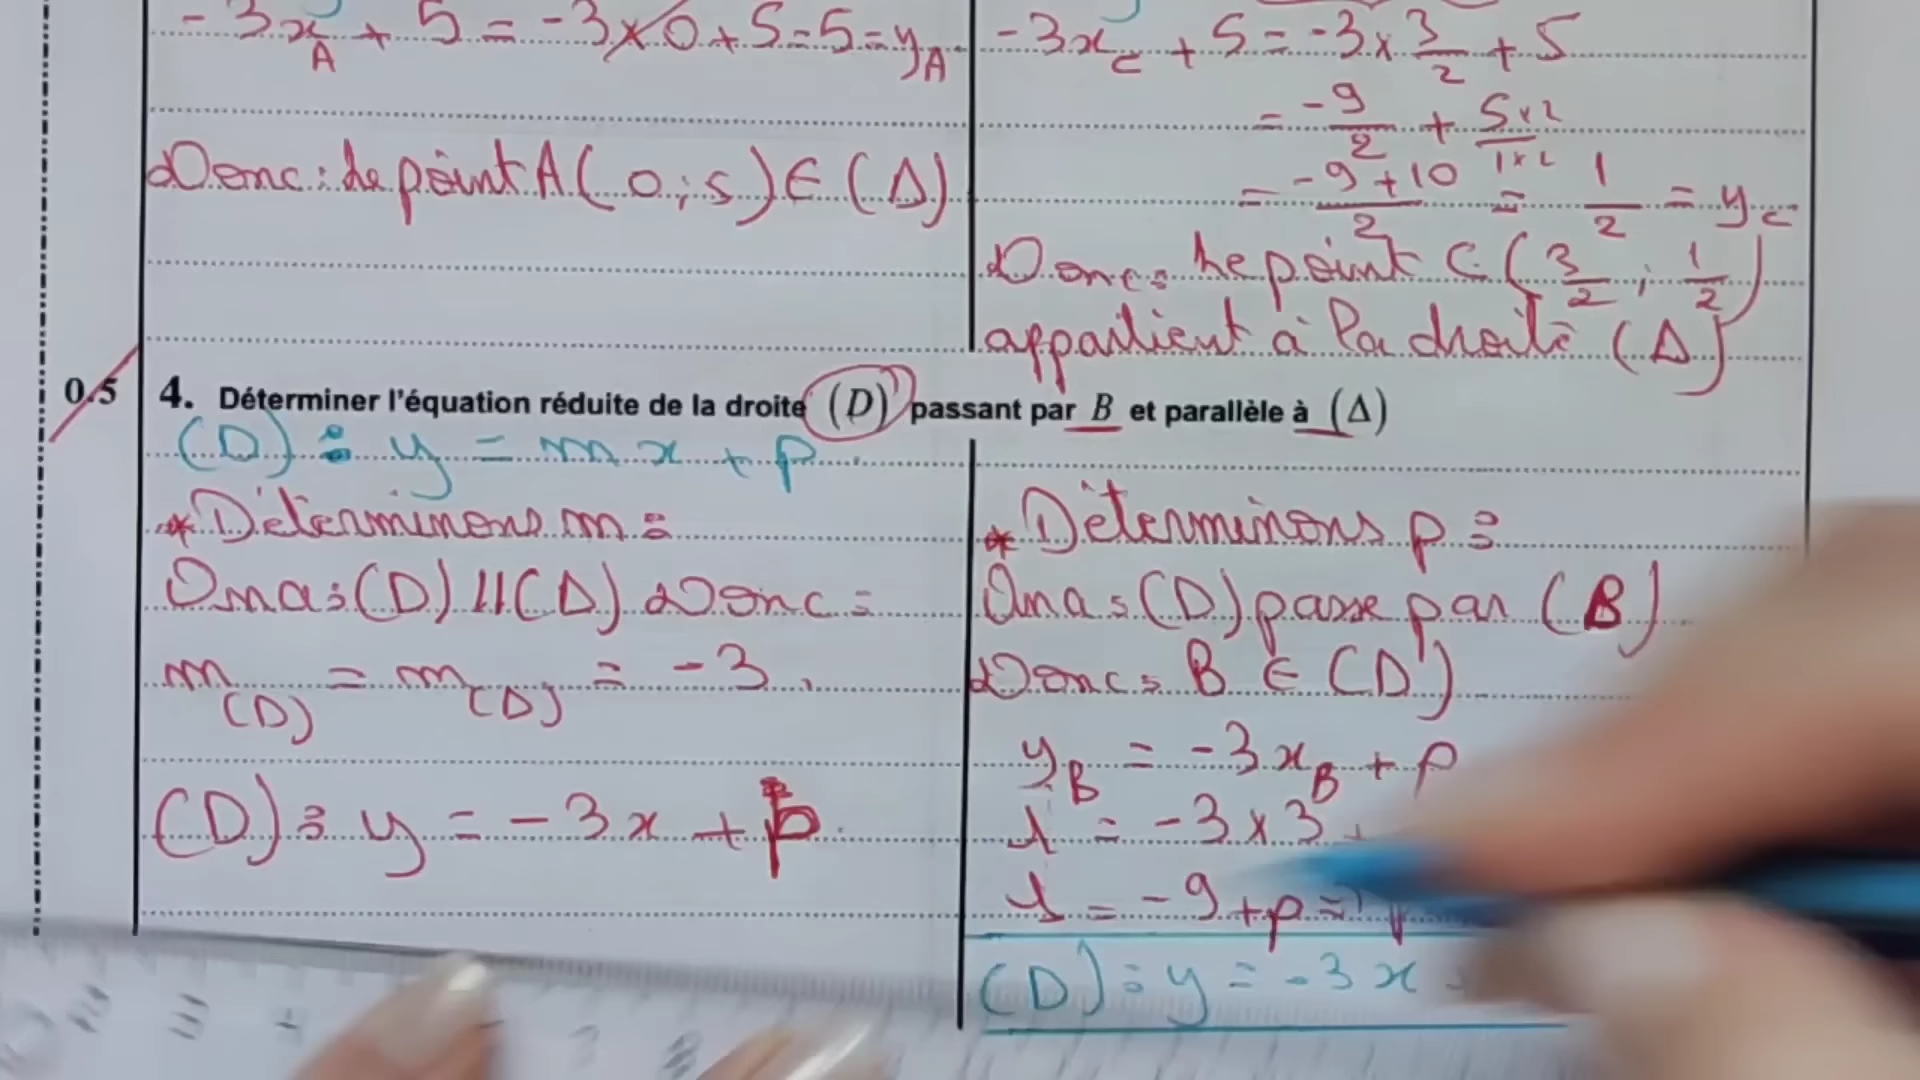 -3x_A + 5 = -3×0+5=5=y_A
Donc: le point A(0;5) ∈ (Δ)
-3x_C + 5 = -3×3/2 + 5
= -9/2 + 5×2/1×2
= -9+10/2 = 1/2 = y_C
Donc: le point C(3/2; 1/2)
appartient à la droite (Δ)
0.5 4. Déterminer l'équation réduite de la droite (D) passant par B et parallèle à (Δ)
(D): y = mx + p.
* Déterminons m:
On a: (D)//(Δ) Donc:
m(D) = m(Δ) = -3.
(D): y = -3x + p.
* Déterminons p:
On a: (D) passe par (B)
Donc: B ∈ (D)
y_B = -3x_B + p
1 = -3×3 +
1 = -9+p =
(D): y = -3x